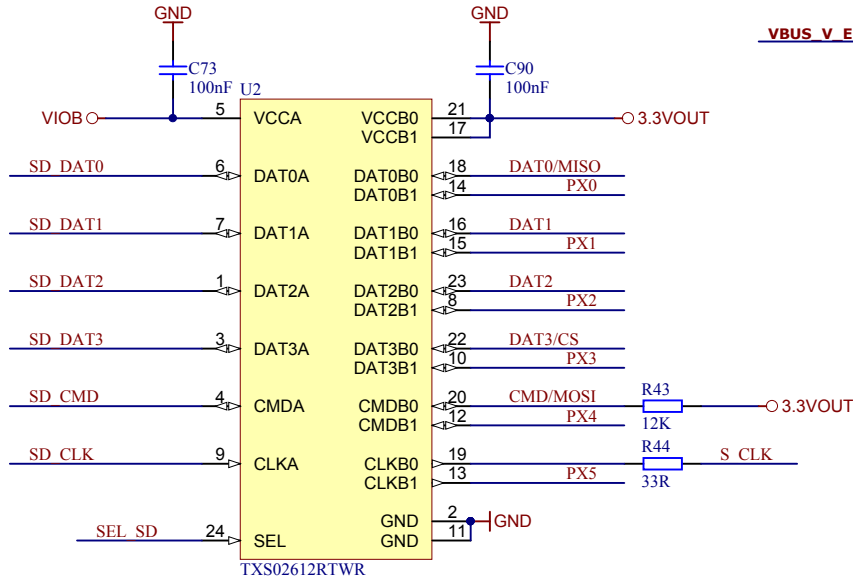 GND GND
VBUS_V_E
C73 C90
100nF 100nF
U2
VIOB 5 VCCA VCCB0 21 3.3VOUT
VCCB1 17
SD_DAT0 6 DAT0A DAT0B0 18 DAT0/MISO
DAT0B1 14 PX0
SD_DAT1 7 DAT1A DAT1B0 16 DAT1
DAT1B1 15 PX1
SD_DAT2 1 DAT2A DAT2B0 23 DAT2
DAT2B1 8 PX2
SD_DAT3 3 DAT3A DAT3B0 22 DAT3/CS
DAT3B1 10 PX3
R43
SD_CMD 4 CMDA CMDB0 20 CMD/MOSI 3.3VOUT
CMDB1 12 PX4 12K
R44
SD_CLK 9 CLKA CLKB0 19 S_CLK
CLKB1 13 PX5 33R
GND 2 GND
SEL_SD 24 SEL GND 11
TXS02612RTWR